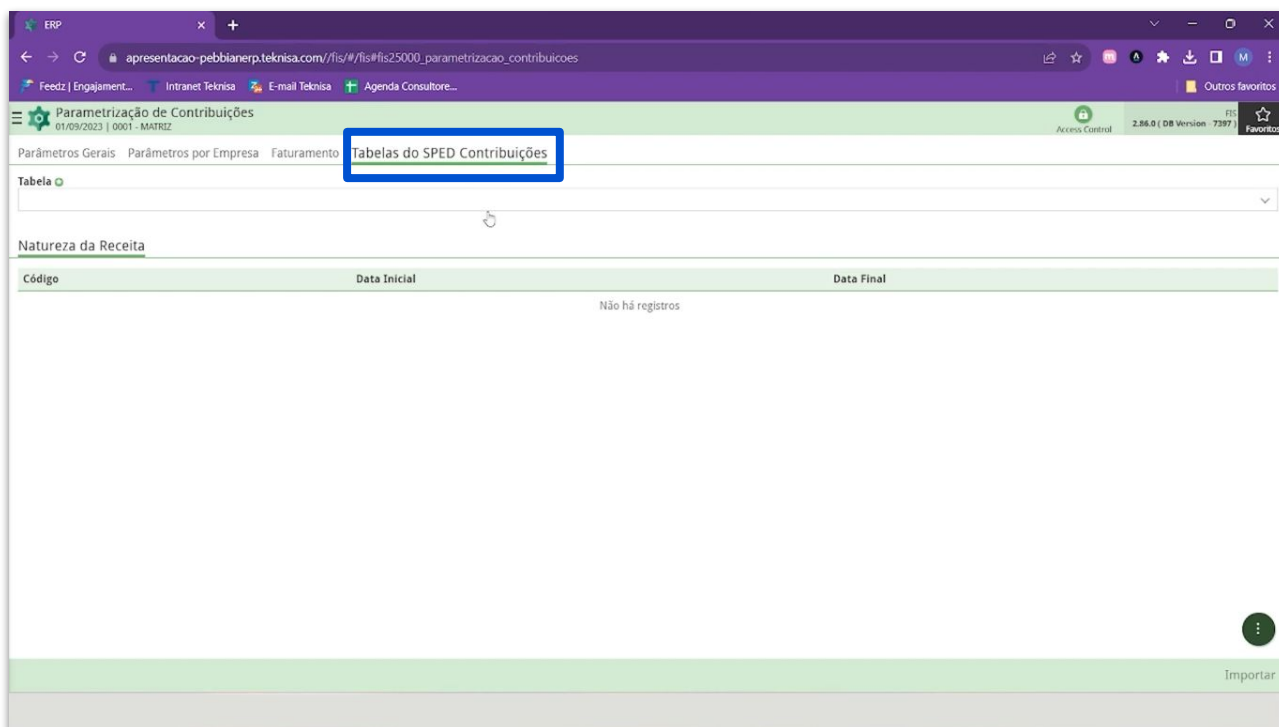 ERP
apresentacao-pebbianerp.teknisa.com//fis/#/fis#fis25000_parametrizacao_contribuicoes
m A M
Feedz | Engajament... T Intranet Teknisa E-mail Teknisa Agenda Consultore... Outros favoritos
Parametrização de Contribuições
01/09/2023 | 0001 - MATRIZ
Access Control
FIS
2.86.0 ( DB Version - 7397 )
Favoritos
Parâmetros Gerais Parâmetros por Empresa Faturamento Tabelas do SPED Contribuições
Tabela
Natureza da Receita
Código Data Inicial Data Final
Não há registros
Importar